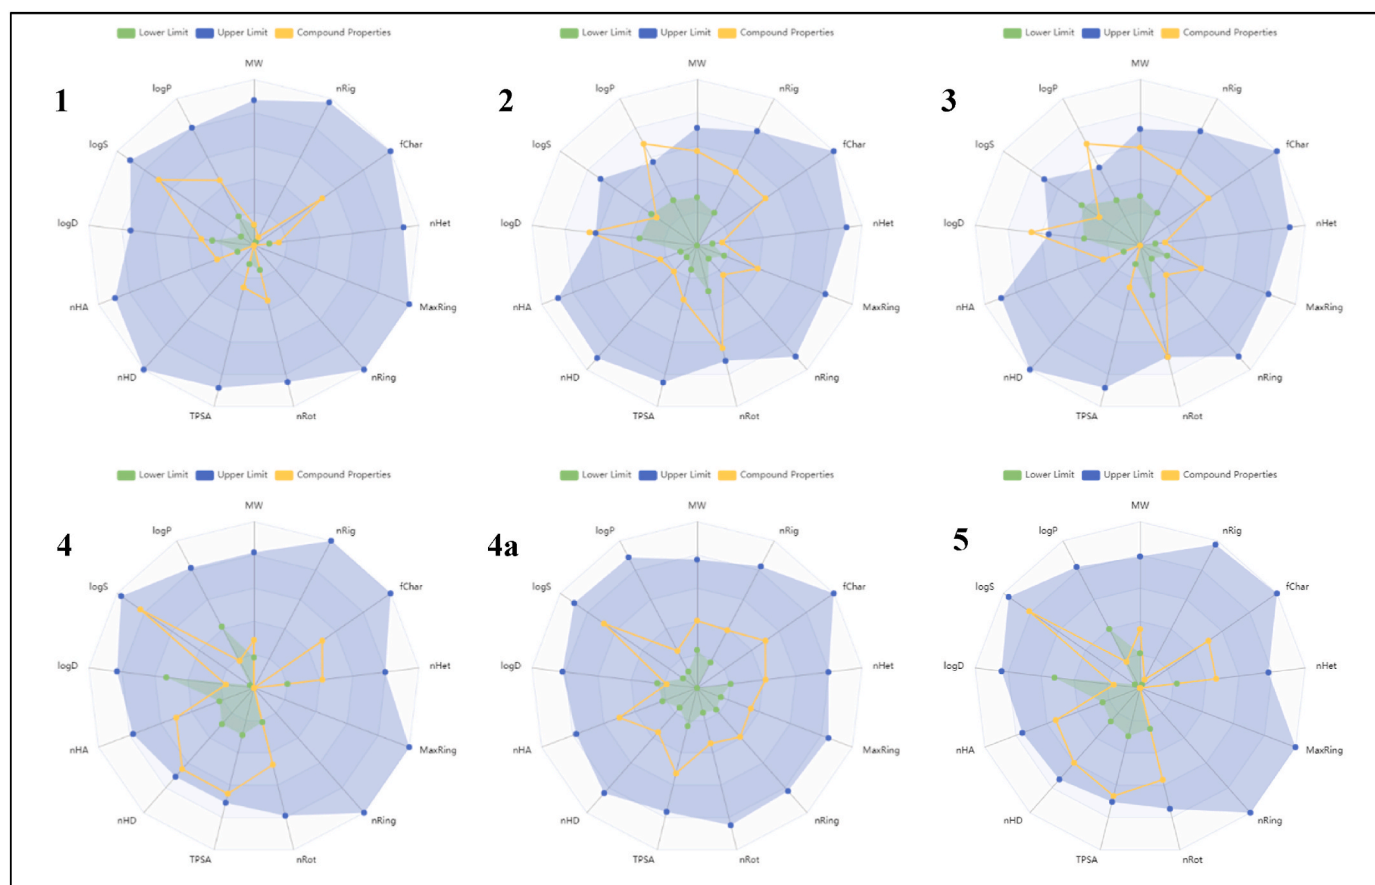 Lower Limit Upper Limit Compound Properties
1
MW
nRig
fChar
nHet
MaxRing
nRing
nRot
TPSA
nHD
nHA
logD
logS
logP
Lower Limit Upper Limit Compound Properties
2
MW
nRig
fChar
nHet
MaxRing
nRing
nRot
TPSA
nHD
nHA
logD
logS
logP
Lower Limit Upper Limit Compound Properties
3
MW
nRig
fChar
nHet
MaxRing
nRing
nRot
TPSA
nHD
nHA
logD
logS
logP
Lower Limit Upper Limit Compound Properties
4
MW
nRig
fChar
nHet
MaxRing
nRing
nRot
TPSA
nHD
nHA
logD
logS
logP
Lower Limit Upper Limit Compound Properties
4a
MW
nRig
fChar
nHet
MaxRing
nRing
nRot
TPSA
nHD
nHA
logD
logS
logP
Lower Limit Upper Limit Compound Properties
5
MW
nRig
fChar
nHet
MaxRing
nRing
nRot
TPSA
nHD
nHA
logD
logS
logP